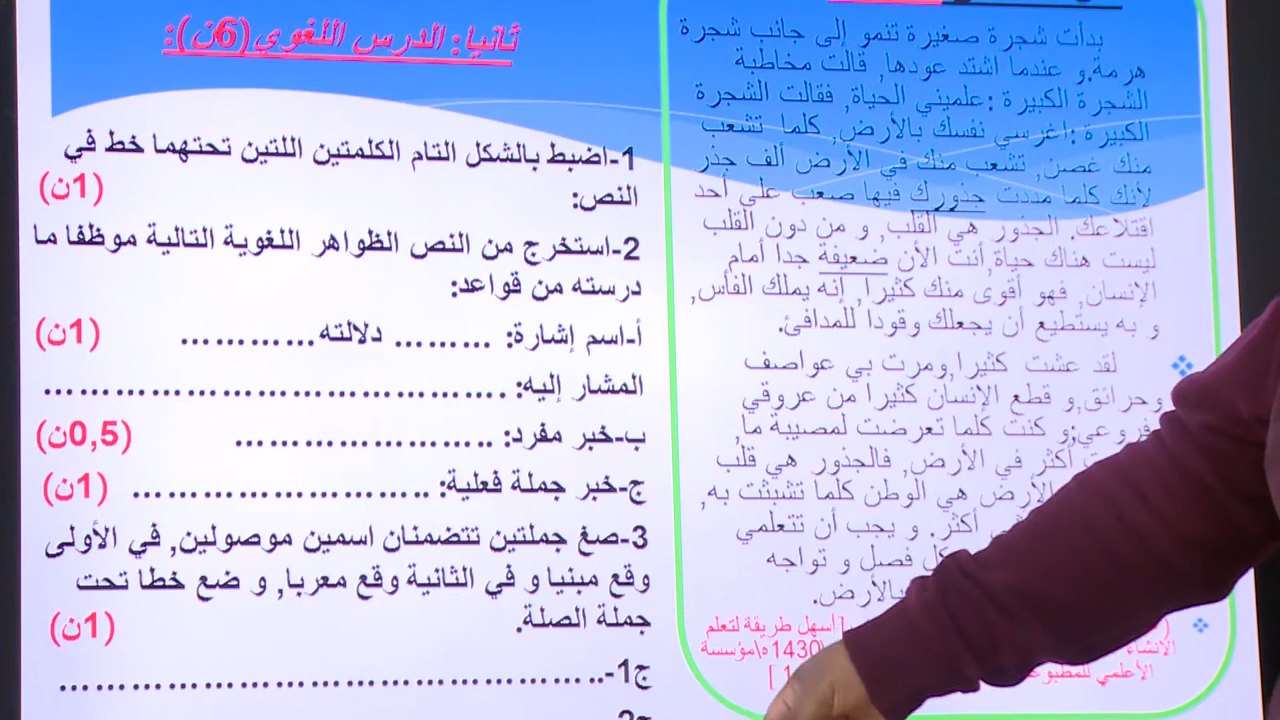 بدأت شجرة صغيرة تنمو إلى جانب شجرة
هرمة.و عندما اشتد عودها, قالت مخاطبة
الشجرة الكبيرة :علميني الحياة, فقالت الشجرة
الكبيرة :اغرسي نفسك بالأرض, كلما تشعب
منك غصن, تشعب منك في الأرض ألف جذر
لأنك كلما مددت جذورك فيها صعب على أحد
اقتلاعك. الجذور هي القلب, و من دون القلب
ليست هناك حياة,أنت الأن ضعيفة جدا أمام
الإنسان, فهو أقوى منك كثيرا, إنه يملك الفأس,
و به يستطيع أن يجعلك وقودا للمدافئ.
لقد عشت كثيرا,ومرت بي عواصف
وحرائق,و قطع الإنسان كثيرا من عروقي
وفروعي;و كنت كلما تعرضت لمصيبة ما,
أكثر في الأرض, فالجذور هي قلب
الأرض هي الوطن كلما تشبثت به,
أكثر. و يجب أن تتعلمي
كل فصل و تواجه
بالأرض.
[أسهل طريقة لتعلم
الانشاء 1430ه\مؤسسة
الأعلمي
ثانيا: الدرس اللغوي(6ن):
1-اضبط بالشكل التام الكلمتين اللتين تحتهما خط في
النص: (1ن)
2-استخرج من النص الظواهر اللغوية التالية موظفا ما
درسته من قواعد:
أ-اسم إشارة: ......... دلالته ............ (1ن)
المشار إليه: ............................................
ب-خبر مفرد: ....................... (0,5ن)
ج-خبر جملة فعلية: .......................... (1ن)
3-صغ جملتين تتضمنان اسمين موصولين, في الأولى
وقع مبنيا و في الثانية وقع معربا, و ضع خطا تحت
جملة الصلة. (1ن)
ج1-...............................................